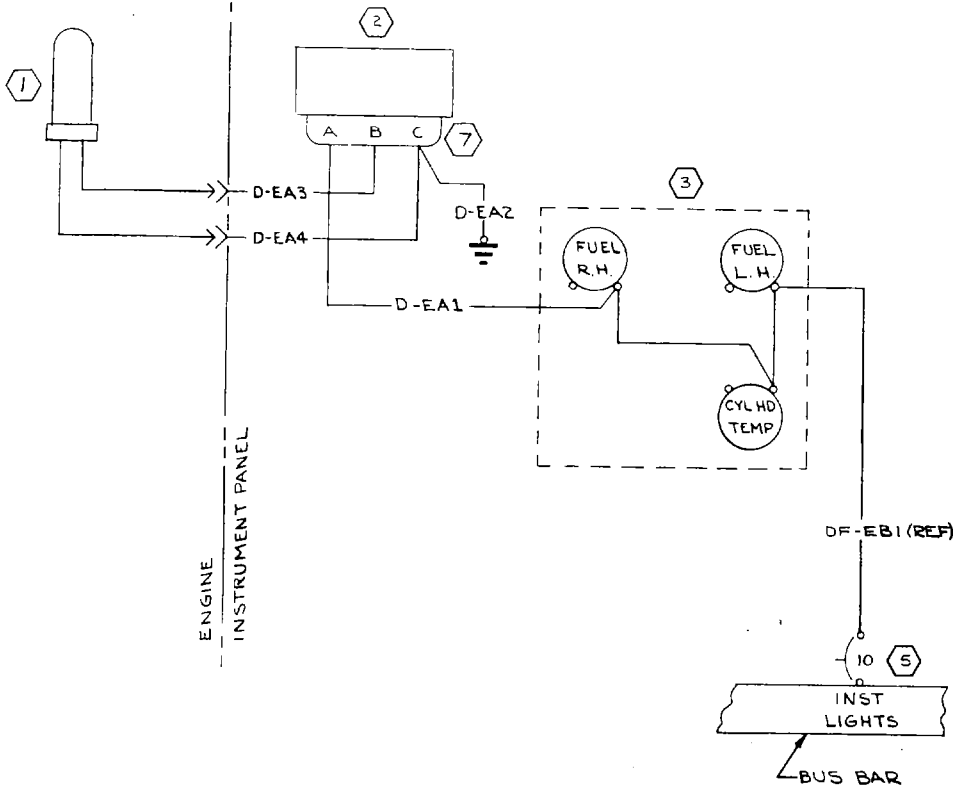 1
2
A B C
7
D-EA3
D-EA2
D-EA4
3
FUEL
R.H.
FUEL
L.H.
D-EA1
CYL HD
TEMP
ENGINE
INSTRUMENT PANEL
DF-EB1 (REF)
10
5
INST
LIGHTS
BUS BAR